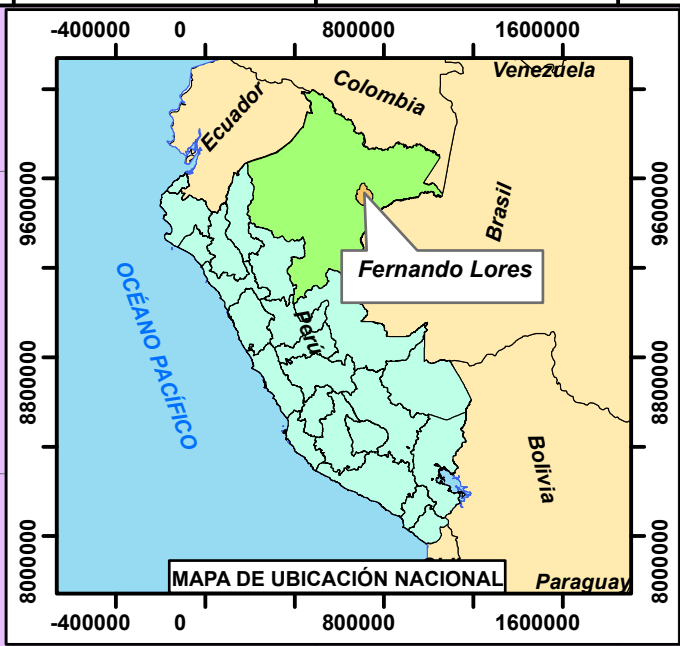 -400000 0 800000 1600000
Venezuela
Colombia
Ecuador
9600000
9600000
Brasil
Fernando Lores
OCÉANO PACÍFICO
Perú
8800000
8800000
Bolivia
8000000
8000000
MAPA DE UBICACIÓN NACIONAL
Paraguay
-400000 0 800000 1600000